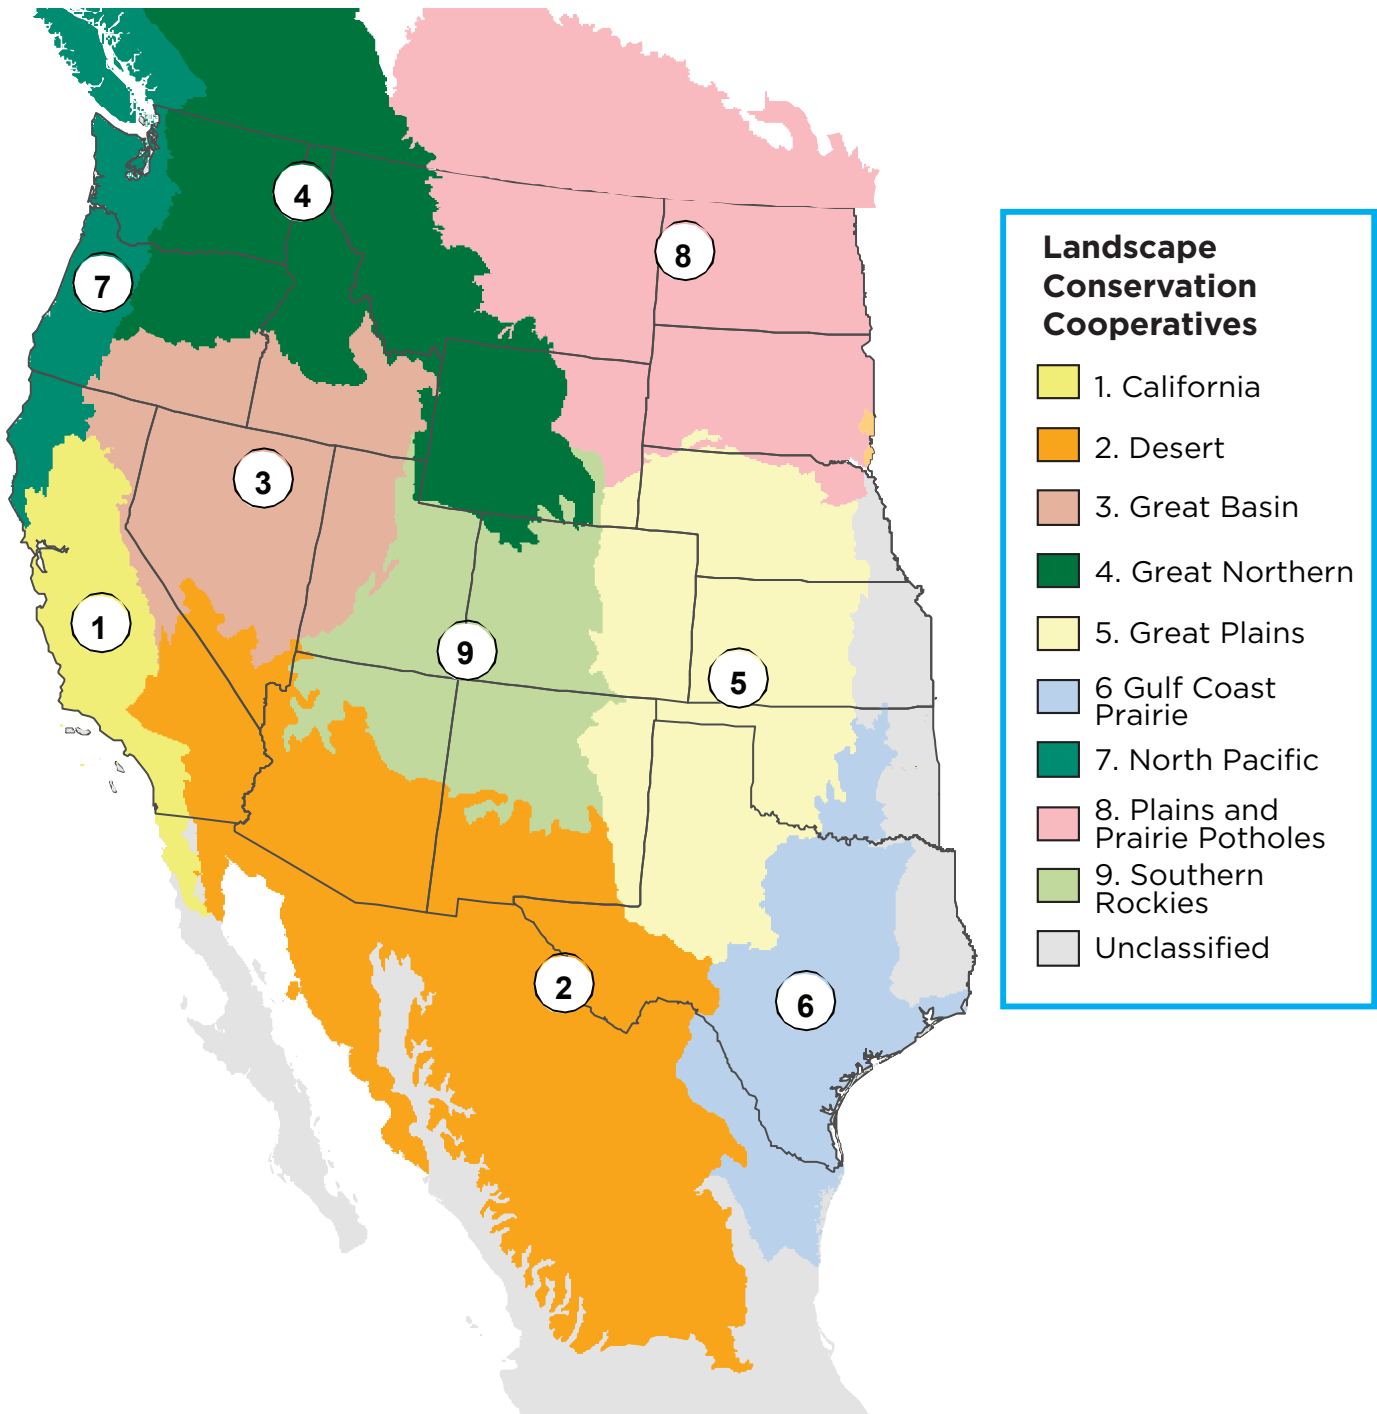 4
8
7
3
1
9
5
2
6
Landscape
Conservation
Cooperatives
1. California
2. Desert
3. Great Basin
4. Great Northern
5. Great Plains
6 Gulf Coast
Prairie
7. North Pacific
8. Plains and
Prairie Potholes
9. Southern
Rockies
Unclassified